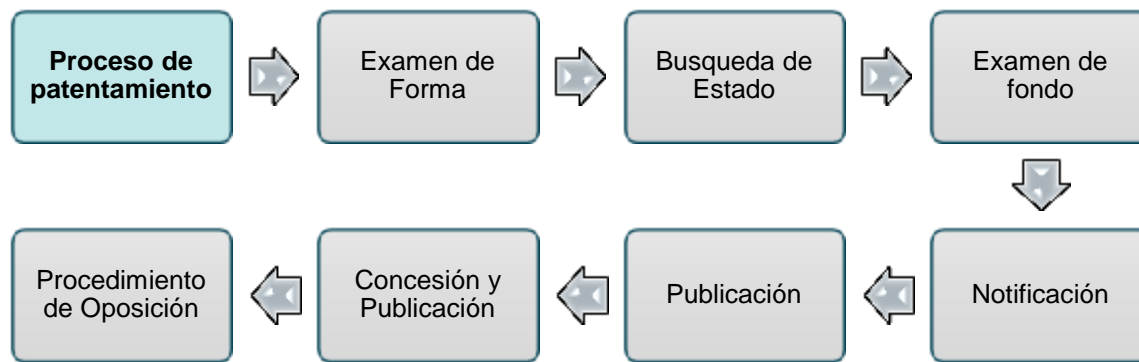 Proceso de
patentamiento
Examen de
Forma
Busqueda de
Estado
Examen de
fondo
Notificación
Publicación
Concesión y
Publicación
Procedimiento
de Oposición